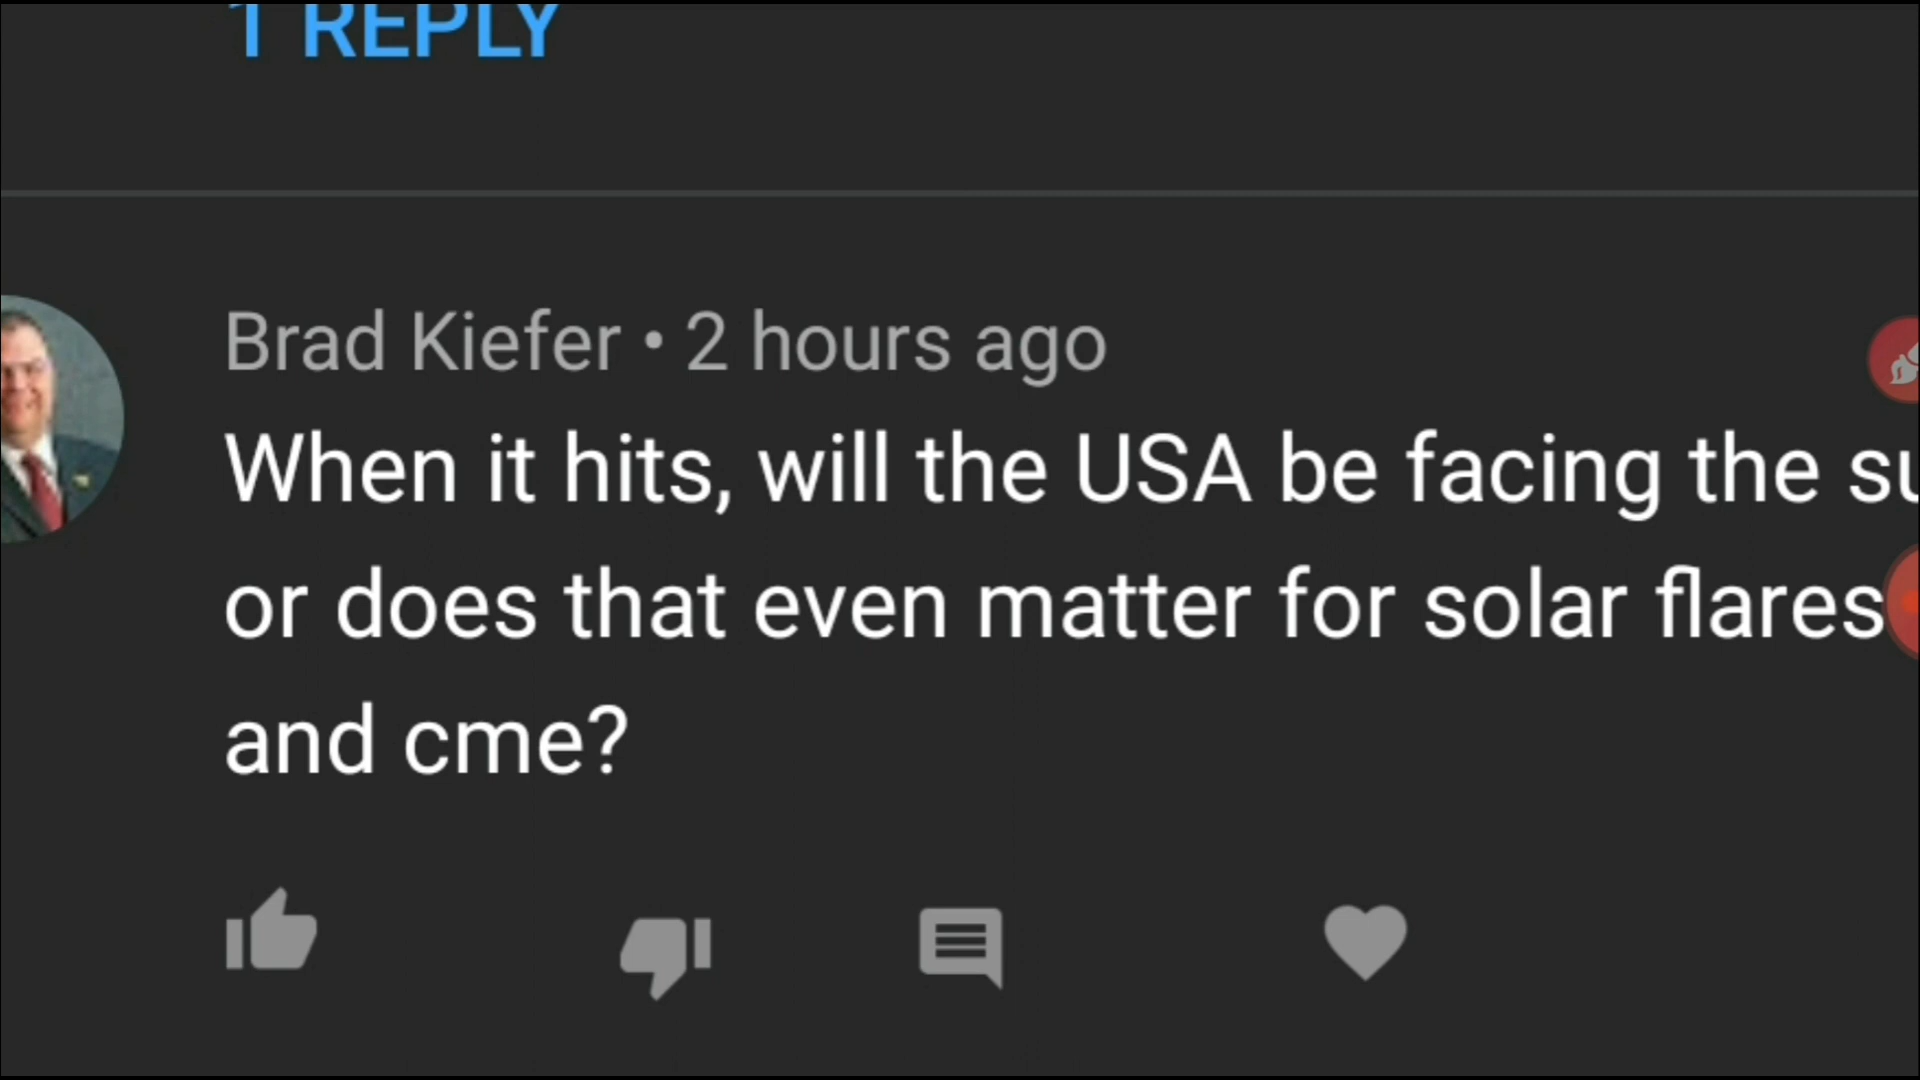 1 REPLY
Brad Kiefer • 2 hours ago
When it hits, will the USA be facing the
or does that even matter for solar flares
and cme?